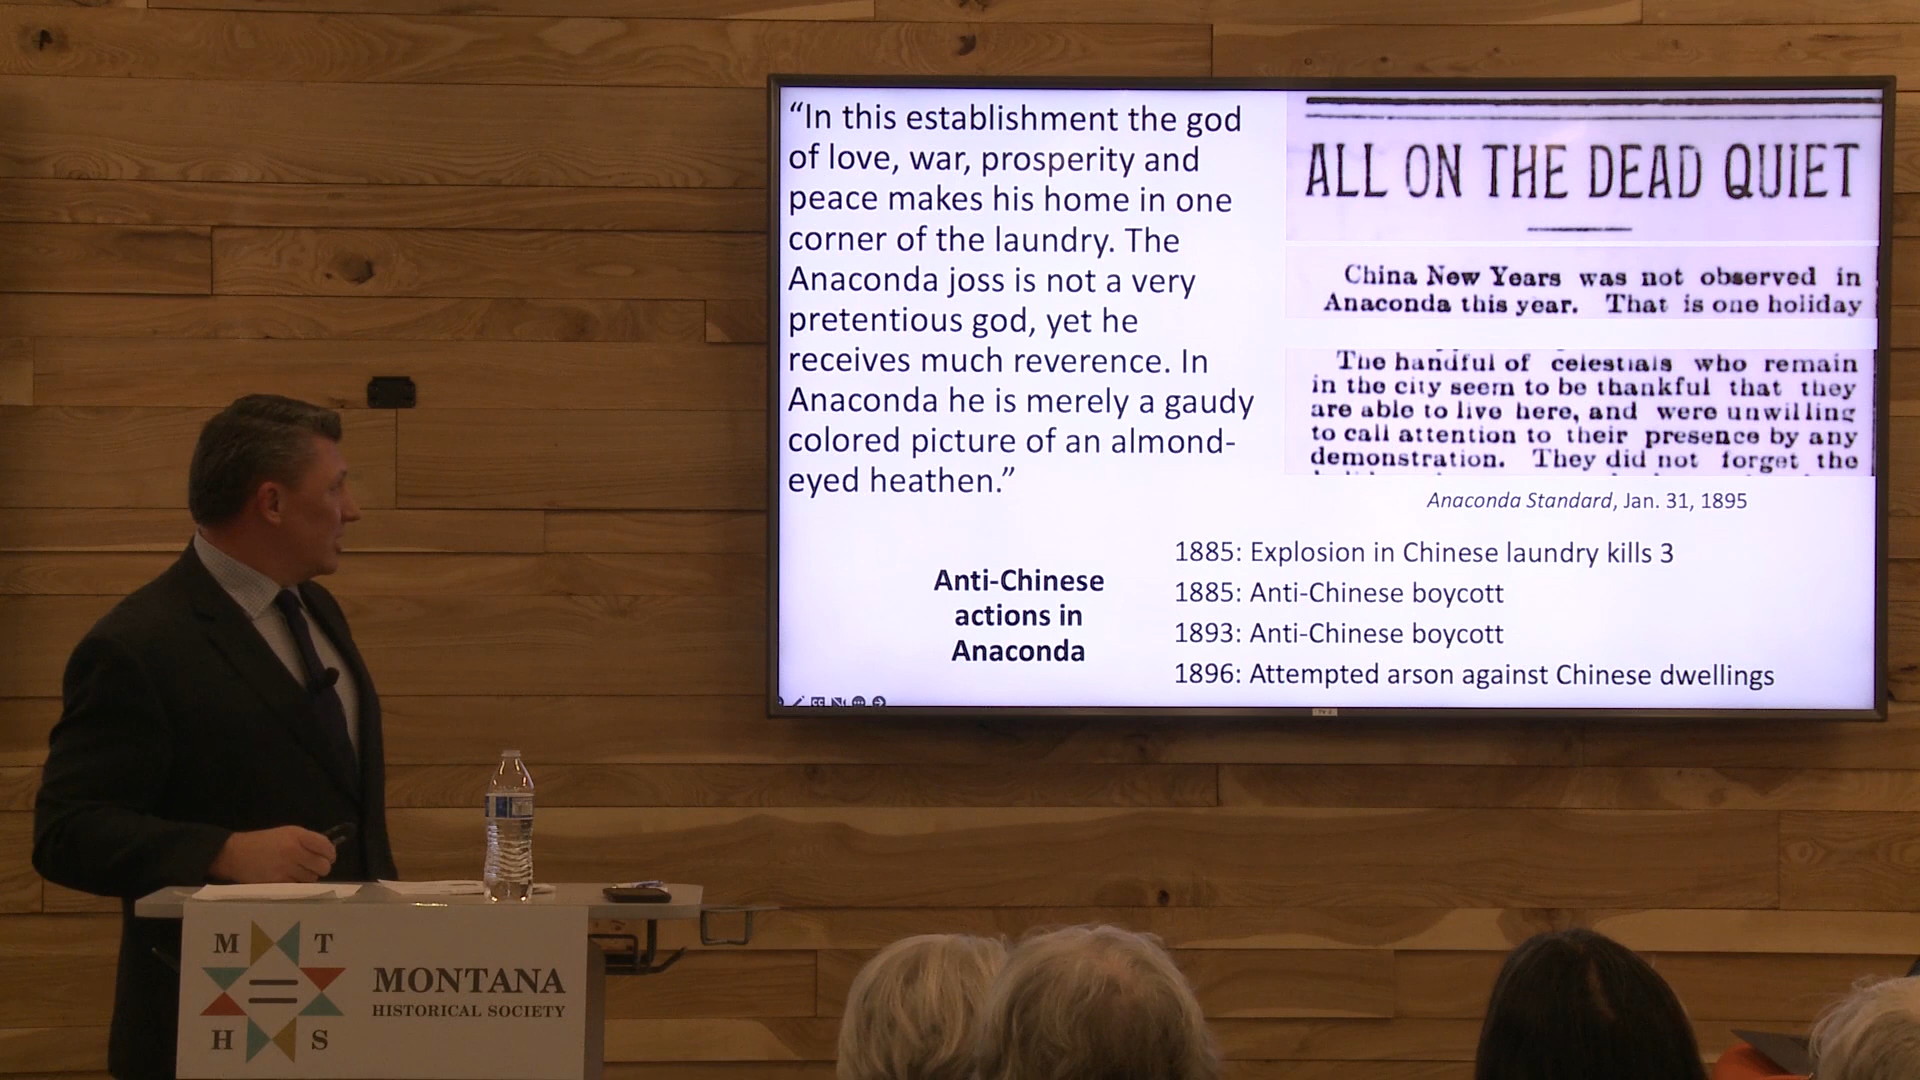 “In this establishment the god
of love, war, prosperity and
peace makes his home in one
corner of the laundry. The
Anaconda joss is not a very
pretentious god, yet he
receives much reverence. In
Anaconda he is merely a gaudy
colored picture of an almond-
eyed heathen.”
ALL ON THE DEAD QUIET
China New Years was not observed in
Anaconda this year. That is one holiday
The handful of celestials who remain
in the city seem to be thankful that they
are able to live here, and were unwilling
to call attention to their presence by any
demonstration. They did not forget the
Anaconda Standard, Jan. 31, 1895
Anti-Chinese
actions in
Anaconda
1885: Explosion in Chinese laundry kills 3
1885: Anti-Chinese boycott
1893: Anti-Chinese boycott
1896: Attempted arson against Chinese dwellings
M T
H S
MONTANA
HISTORICAL SOCIETY